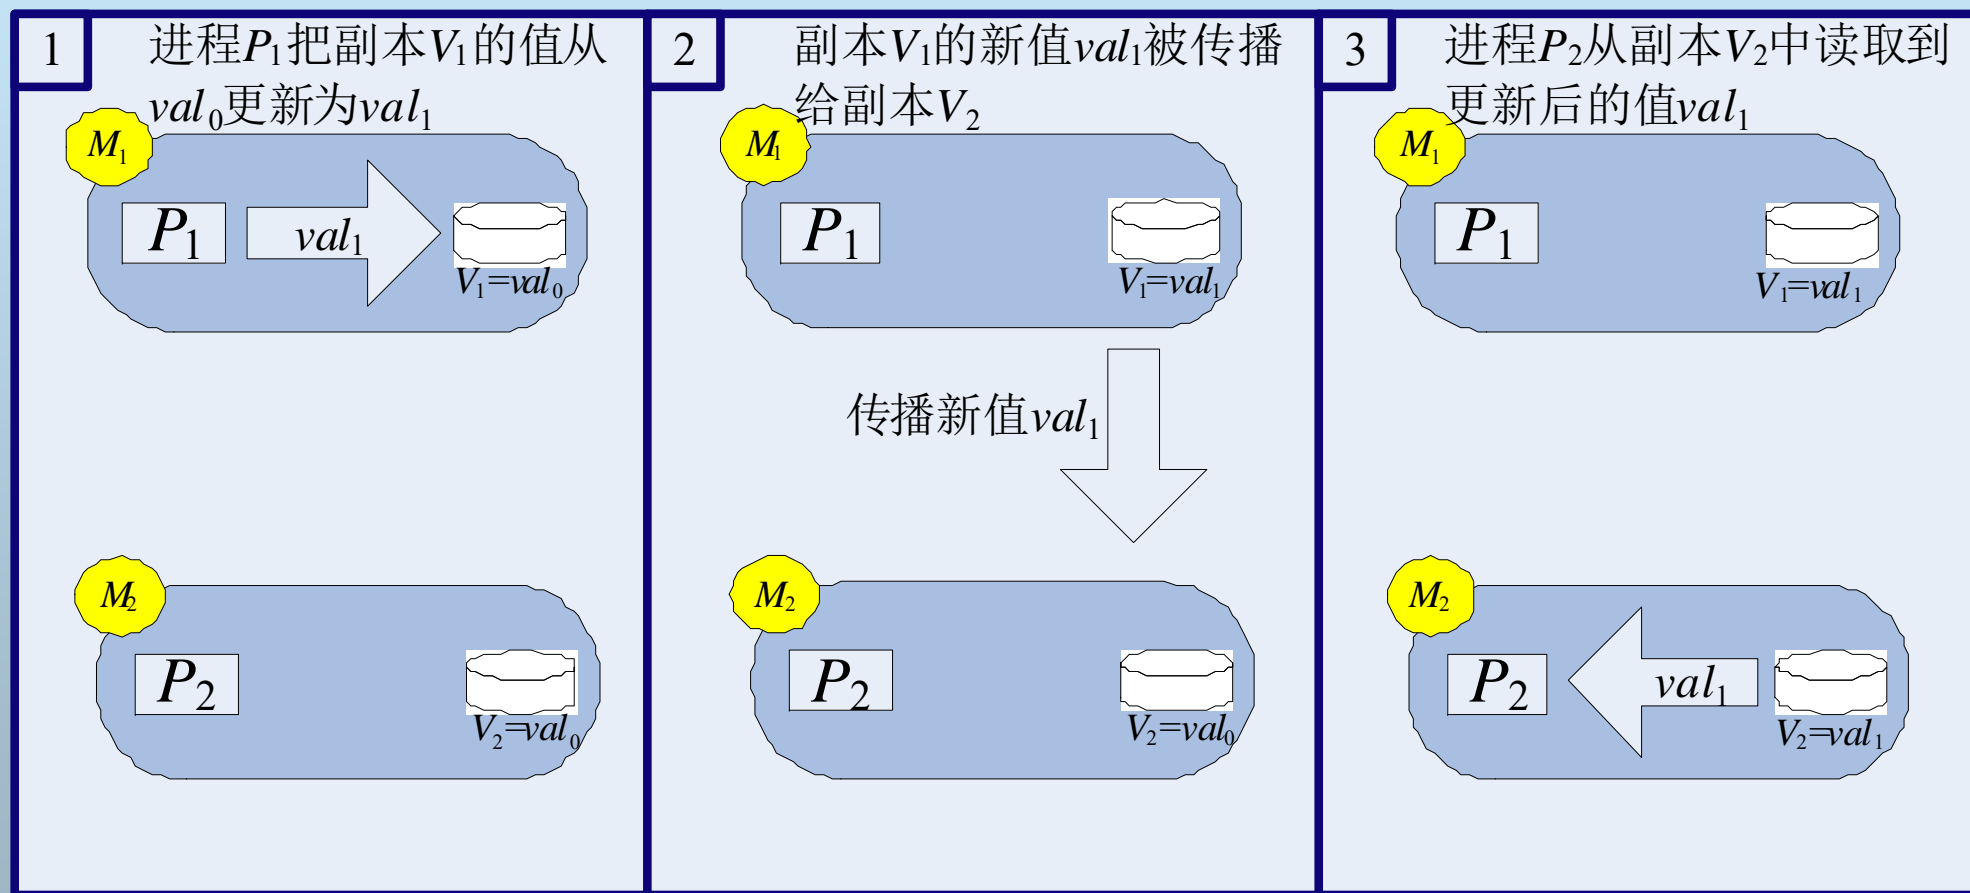 1
进程P₁把副本V₁的值从
val₀更新为val₁
M₁
P₁
val₁
V₁=val₀
M₂
P₂
V₂=val₀
2
副本V₁的新值val₁被传播
给副本V₂
M₁
P₁
V₁=val₁
传播新值val₁
M₂
P₂
V₂=val₀
3
进程P₂从副本V₂中读取到
更新后的值val₁
M₁
P₁
V₁=val₁
M₂
P₂
val₁
V₂=val₁